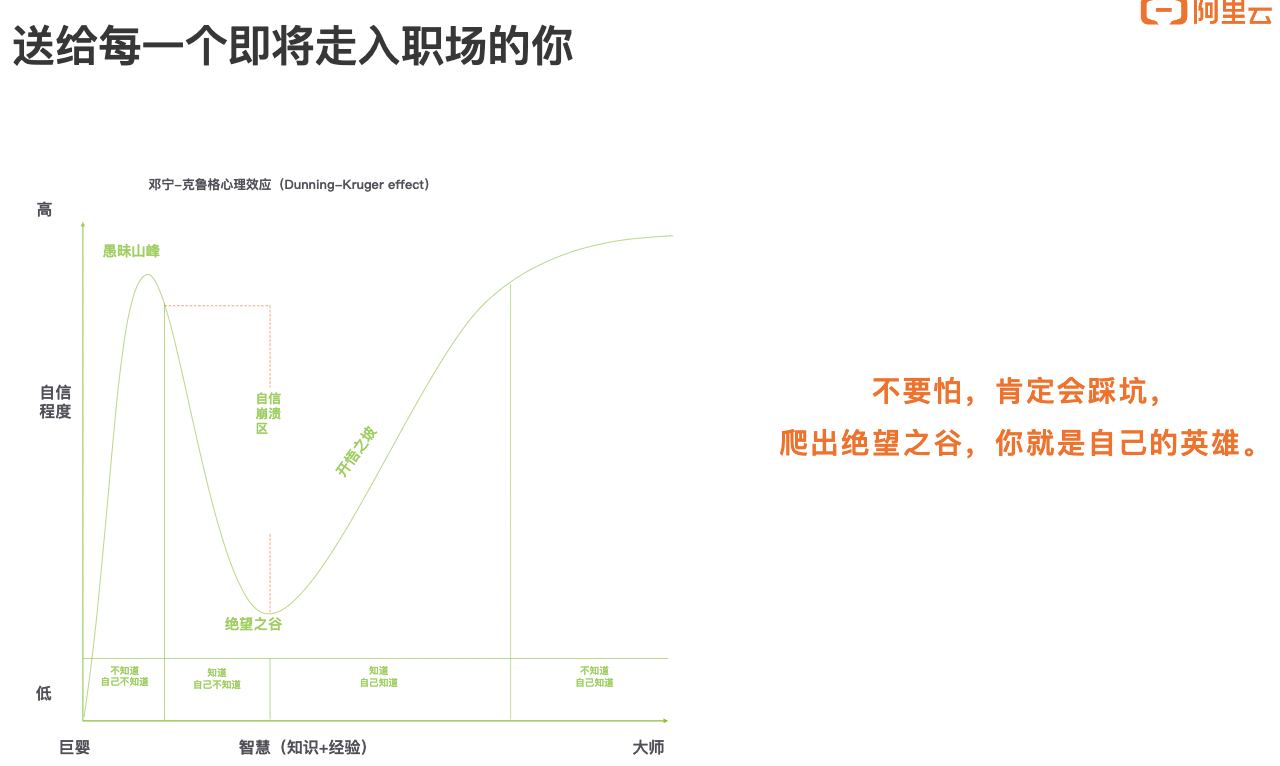 阿里云
送给每一个即将走入职场的你
邓宁-克鲁格心理效应（Dunning-Kruger effect）
高
愚昧山峰
自信
程度
自信
崩溃
区
开悟之坡
绝望之谷
不知道
自己不知道
知道
自己不知道
知道
自己知道
不知道
自己知道
低
巨婴
智慧（知识+经验）
大师
不要怕，肯定会踩坑，
爬出绝望之谷，你就是自己的英雄。